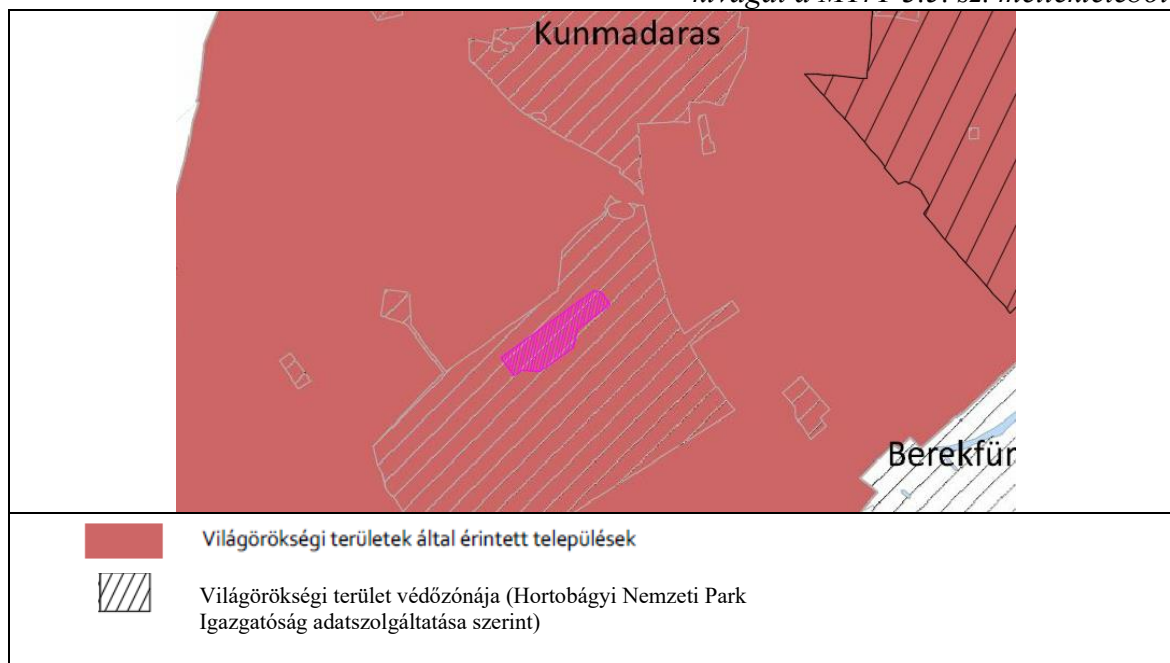 Kunmadaras
Berekfür
Világörökségi területek által érintett települések
Világörökségi terület védőzónája (Hortobágyi Nemzeti Park
Igazgatóság adatszolgáltatása szerint)